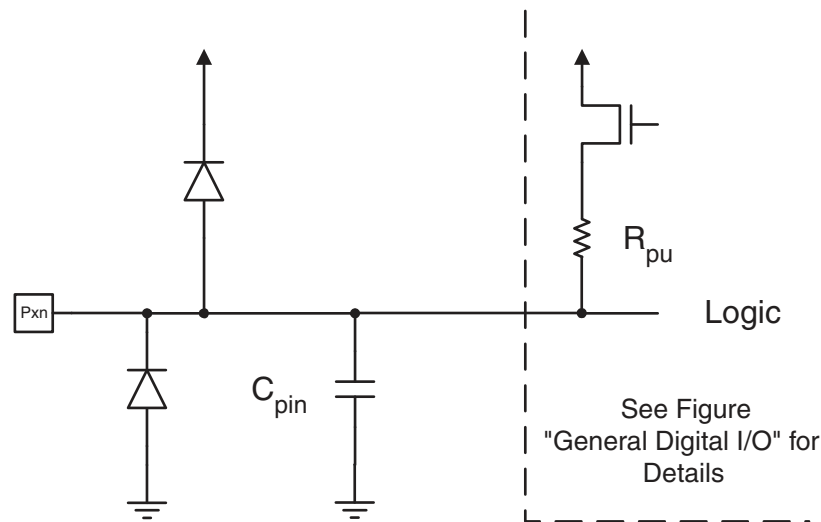 R_pu
Pxn
Logic
C_pin
See Figure
"General Digital I/O" for
Details